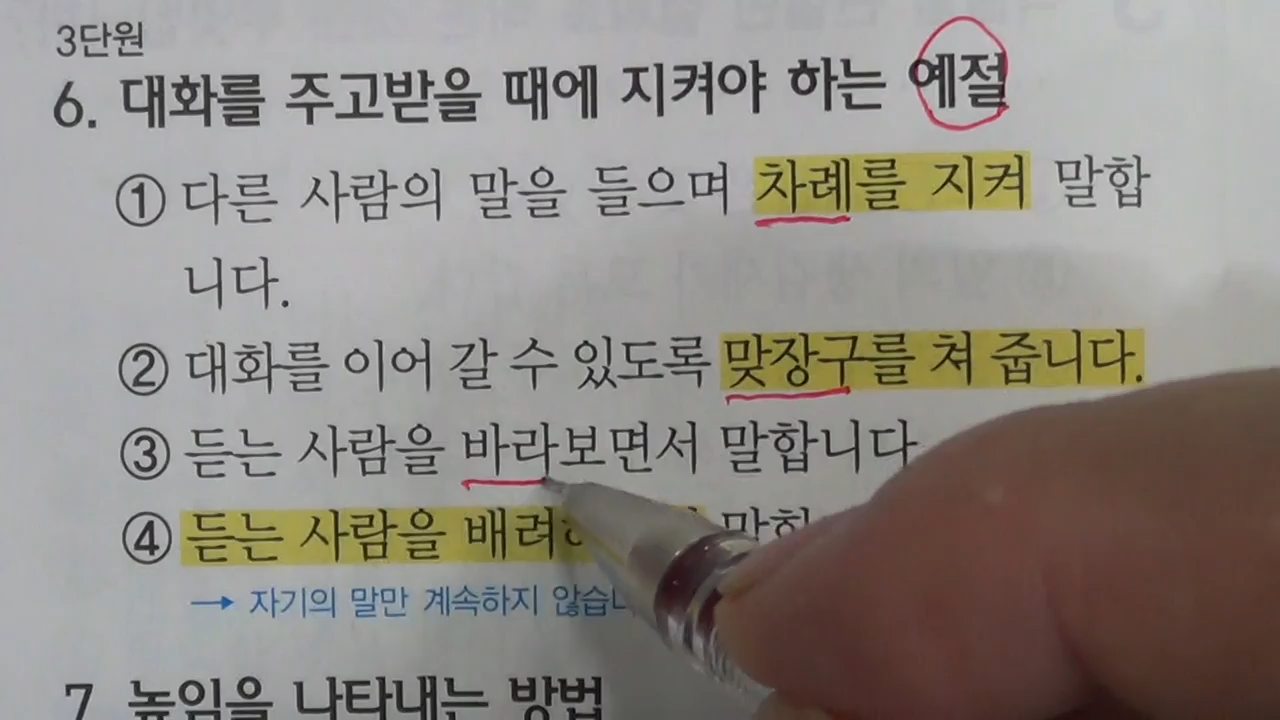 3단원
6. 대화를 주고받을 때에 지켜야 하는 예절
① 다른 사람의 말을 들으며 차례를 지켜 말합
니다.
② 대화를 이어 갈 수 있도록 맞장구를 쳐 줍니다.
③ 듣는 사람을 바라보면서 말합니다
④ 듣는 사람을
→ 자기의 말만 계속하지
7 높임을 나타내는 방법